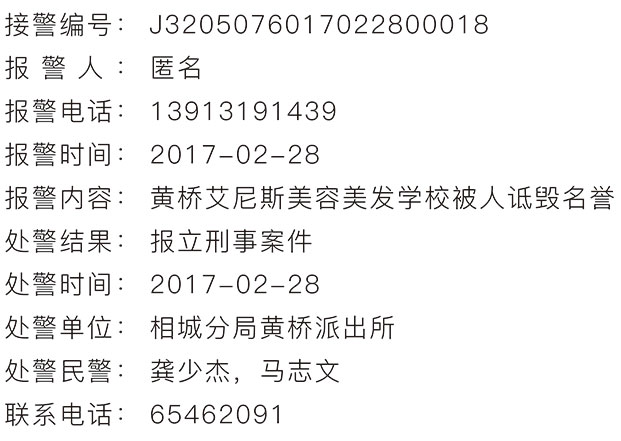 接警编号： J3205076017022800018
报 警 人 ： 匿名
报警电话： 13913191439
报警时间： 2017-02-28
报警内容： 黄桥艾尼斯美容美发学校被人诋毁名誉
处警结果： 报立刑事案件
处警时间： 2017-02-28
处警单位： 相城分局黄桥派出所
处警民警： 龚少杰，马志文
联系电话： 65462091